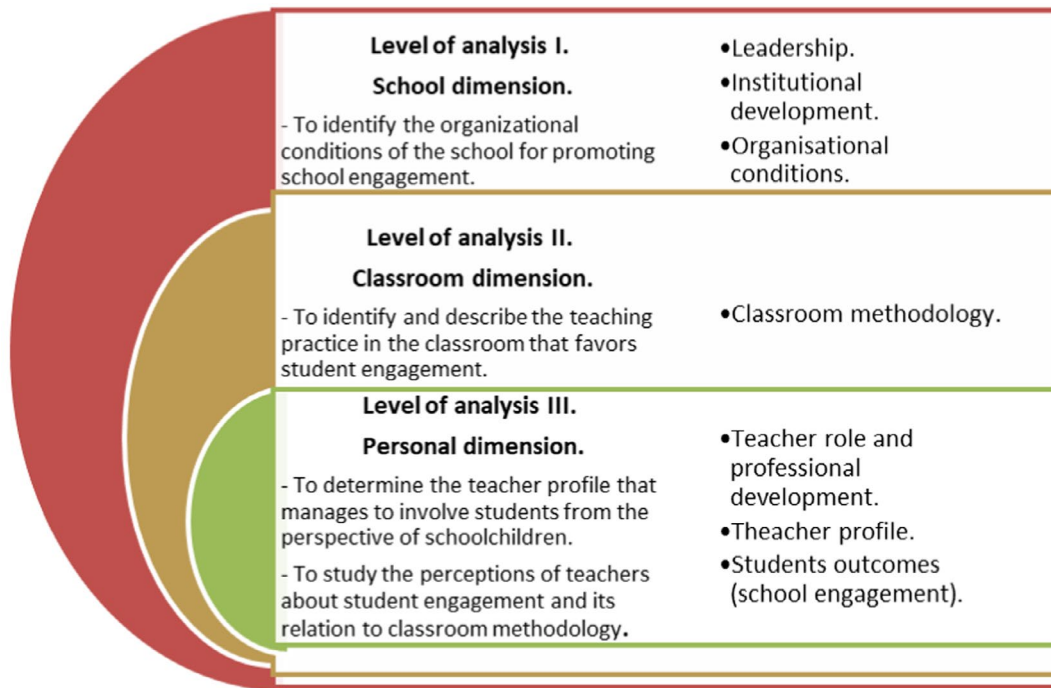 Level of analysis I.
School dimension.
- To identify the organizational
conditions of the school for promoting
school engagement.
•Leadership.
•Institutional
development.
•Organisational
conditions.
Level of analysis II.
Classroom dimension.
- To identify and describe the teaching
practice in the classroom that favors
student engagement.
•Classroom methodology.
Level of analysis III.
Personal dimension.
- To determine the teacher profile that
manages to involve students from the
perspective of schoolchildren.
- To study the perceptions of teachers
about student engagement and its
relation to classroom methodology.
•Teacher role and
professional
development.
•Theacher profile.
•Students outcomes
(school engagement).